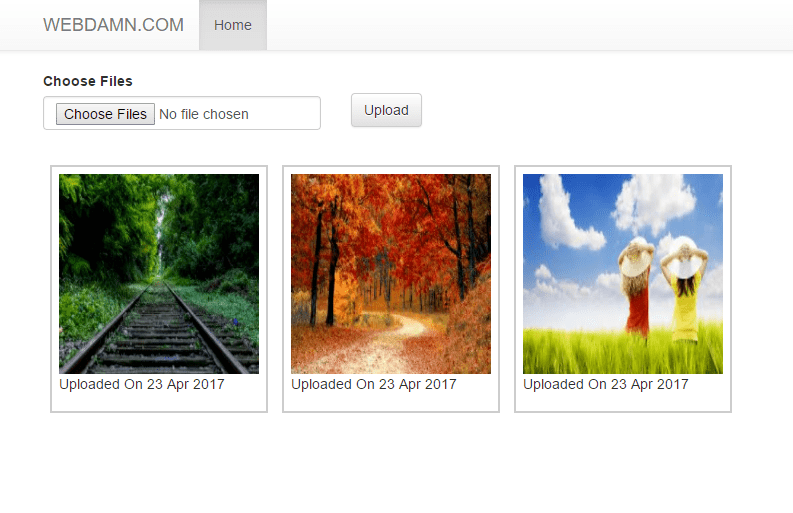 WEBDAMN.COM Home
Choose Files
Choose Files No file chosen Upload
Uploaded On 23 Apr 2017 Uploaded On 23 Apr 2017 Uploaded On 23 Apr 2017